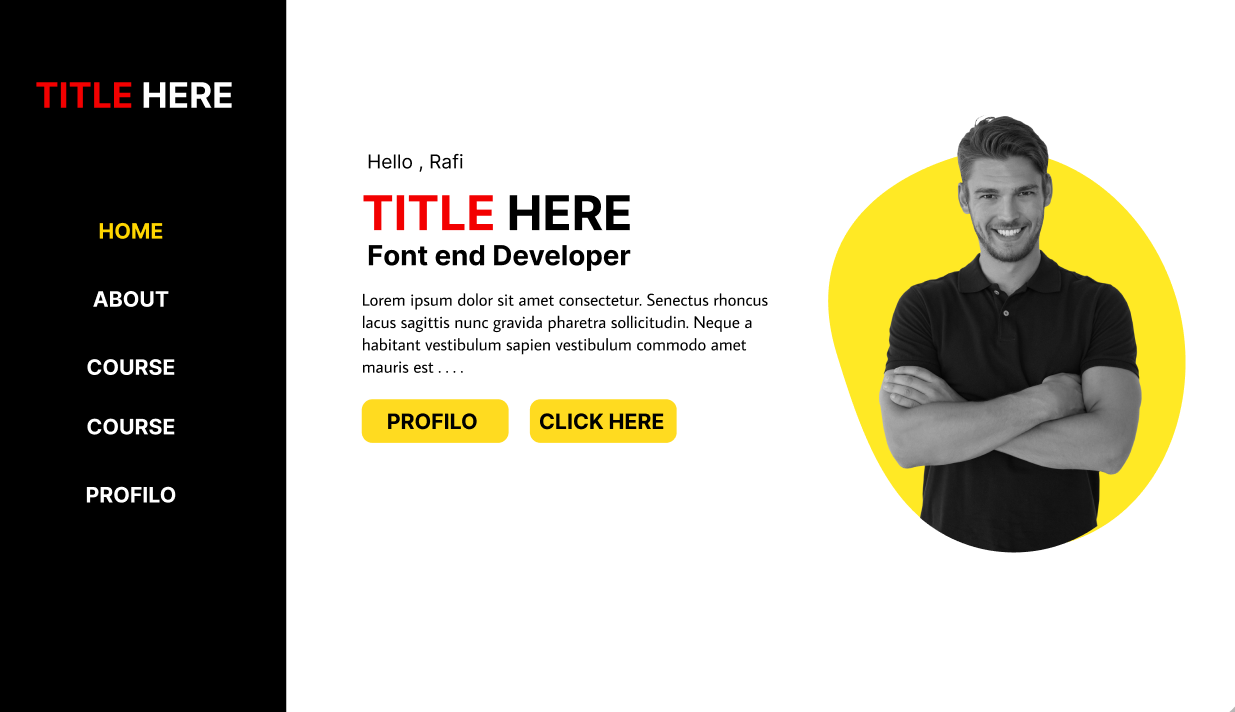 TITLE HERE
HOME
ABOUT
COURSE
COURSE
PROFILO
Hello , Rafi
TITLE HERE
Font end Developer
Lorem ipsum dolor sit amet consectetur. Senectus rhoncus
lacus sagittis nunc gravida pharetra sollicitudin. Neque a
habitant vestibulum sapien vestibulum commodo amet
mauris est . . . .
PROFILO
CLICK HERE